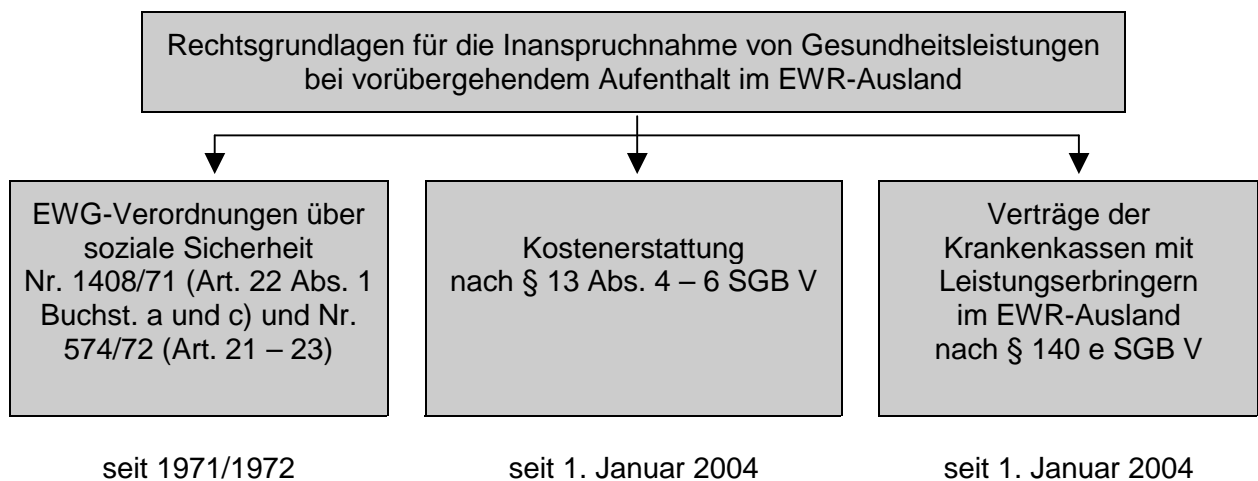 Rechtsgrundlagen für die Inanspruchnahme von Gesundheitsleistungen
bei vorübergehendem Aufenthalt im EWR-Ausland
EWG-Verordnungen über
soziale Sicherheit
Nr. 1408/71 (Art. 22 Abs. 1
Buchst. a und c) und Nr.
574/72 (Art. 21 – 23)
Kostenerstattung
nach § 13 Abs. 4 – 6 SGB V
Verträge der
Krankenkassen mit
Leistungserbringern
im EWR-Ausland
nach § 140 e SGB V
seit 1971/1972
seit 1. Januar 2004
seit 1. Januar 2004